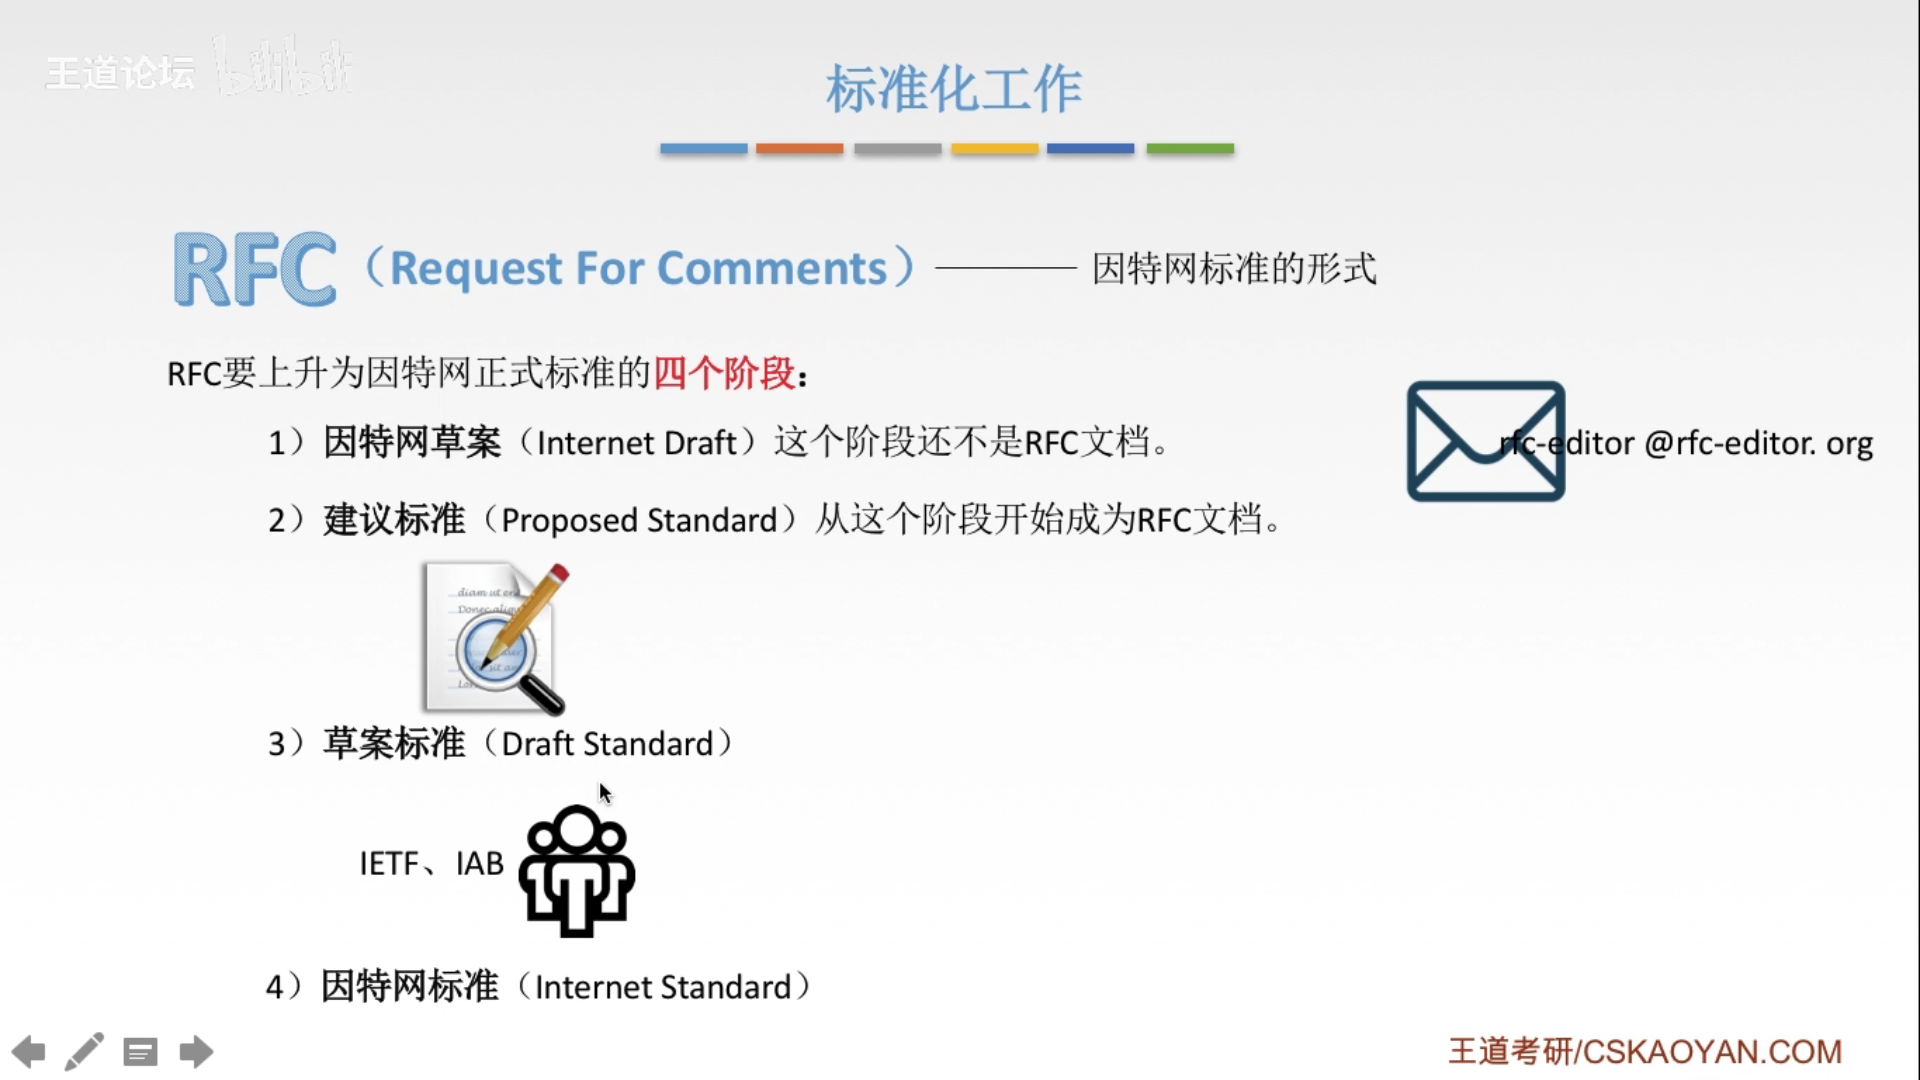 王道论坛 bilibili
标准化工作
RFC（Request For Comments）——因特网标准的形式
RFC要上升为因特网正式标准的四个阶段：
1）因特网草案（Internet Draft）这个阶段还不是RFC文档。
rfc-editor @rfc-editor. org
2）建议标准（Proposed Standard）从这个阶段开始成为RFC文档。
diam ut
Donec aliqu
3）草案标准（Draft Standard）
IETF、IAB
4）因特网标准（Internet Standard）
王道考研/CSKAOYAN.COM